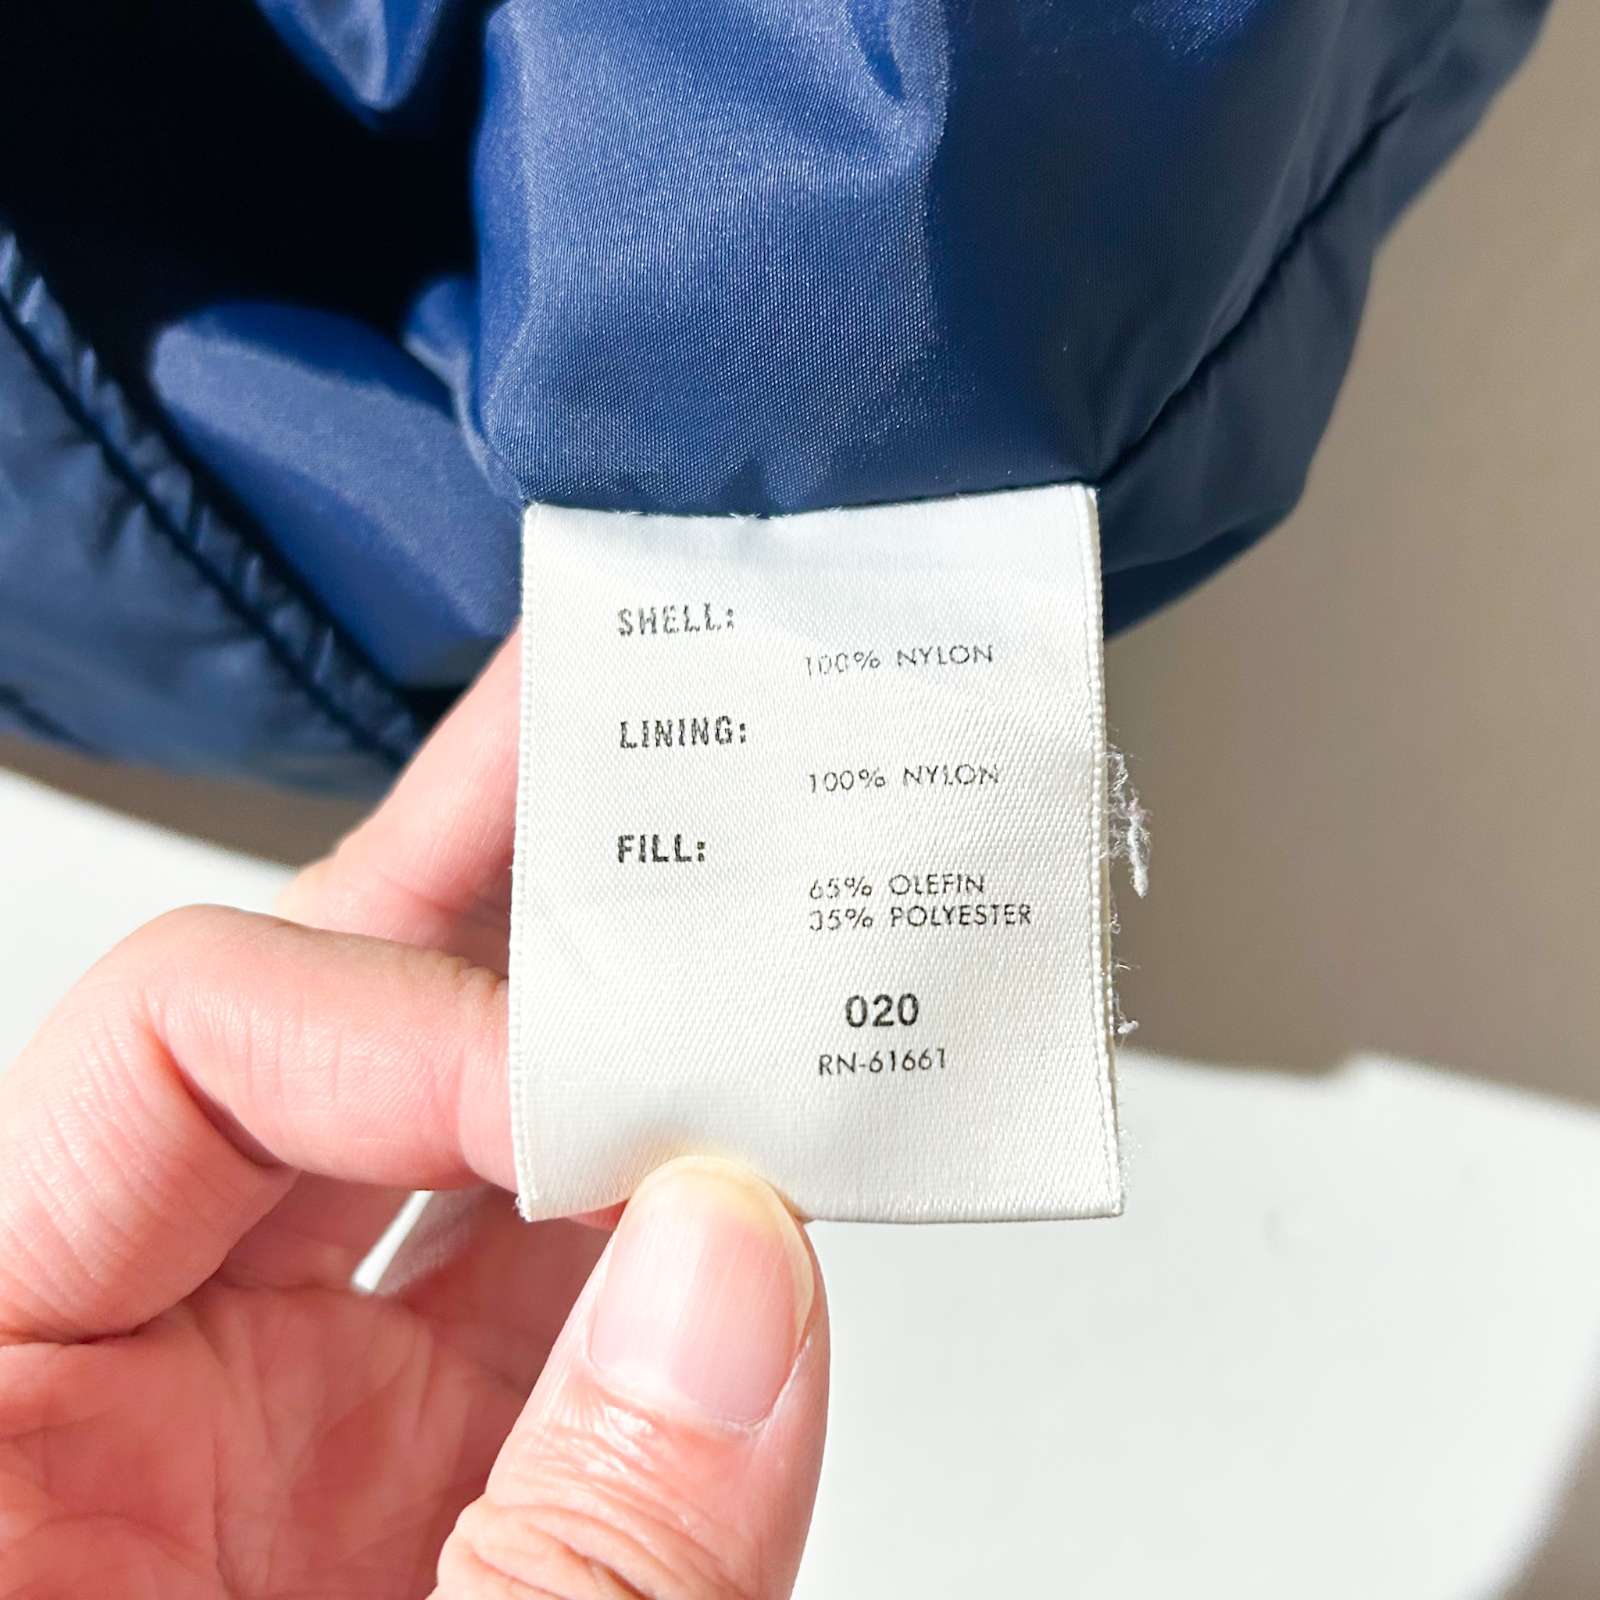 SHELL:
100% NYLON
LINING:
100% NYLON
FILL:
65% OLEFIN
35% POLYESTER
020
RN-61661